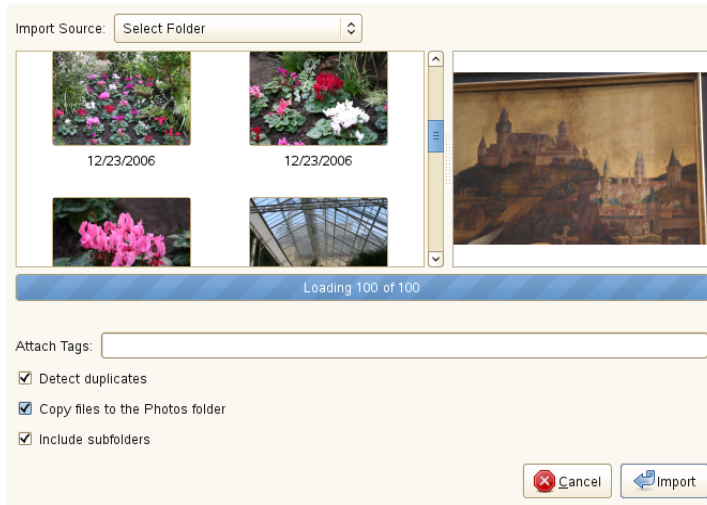 Import Source: Select Folder
12/23/2006 12/23/2006
Loading 100 of 100
Attach Tags:
Detect duplicates
Copy files to the Photos folder
Include subfolders
Cancel Import